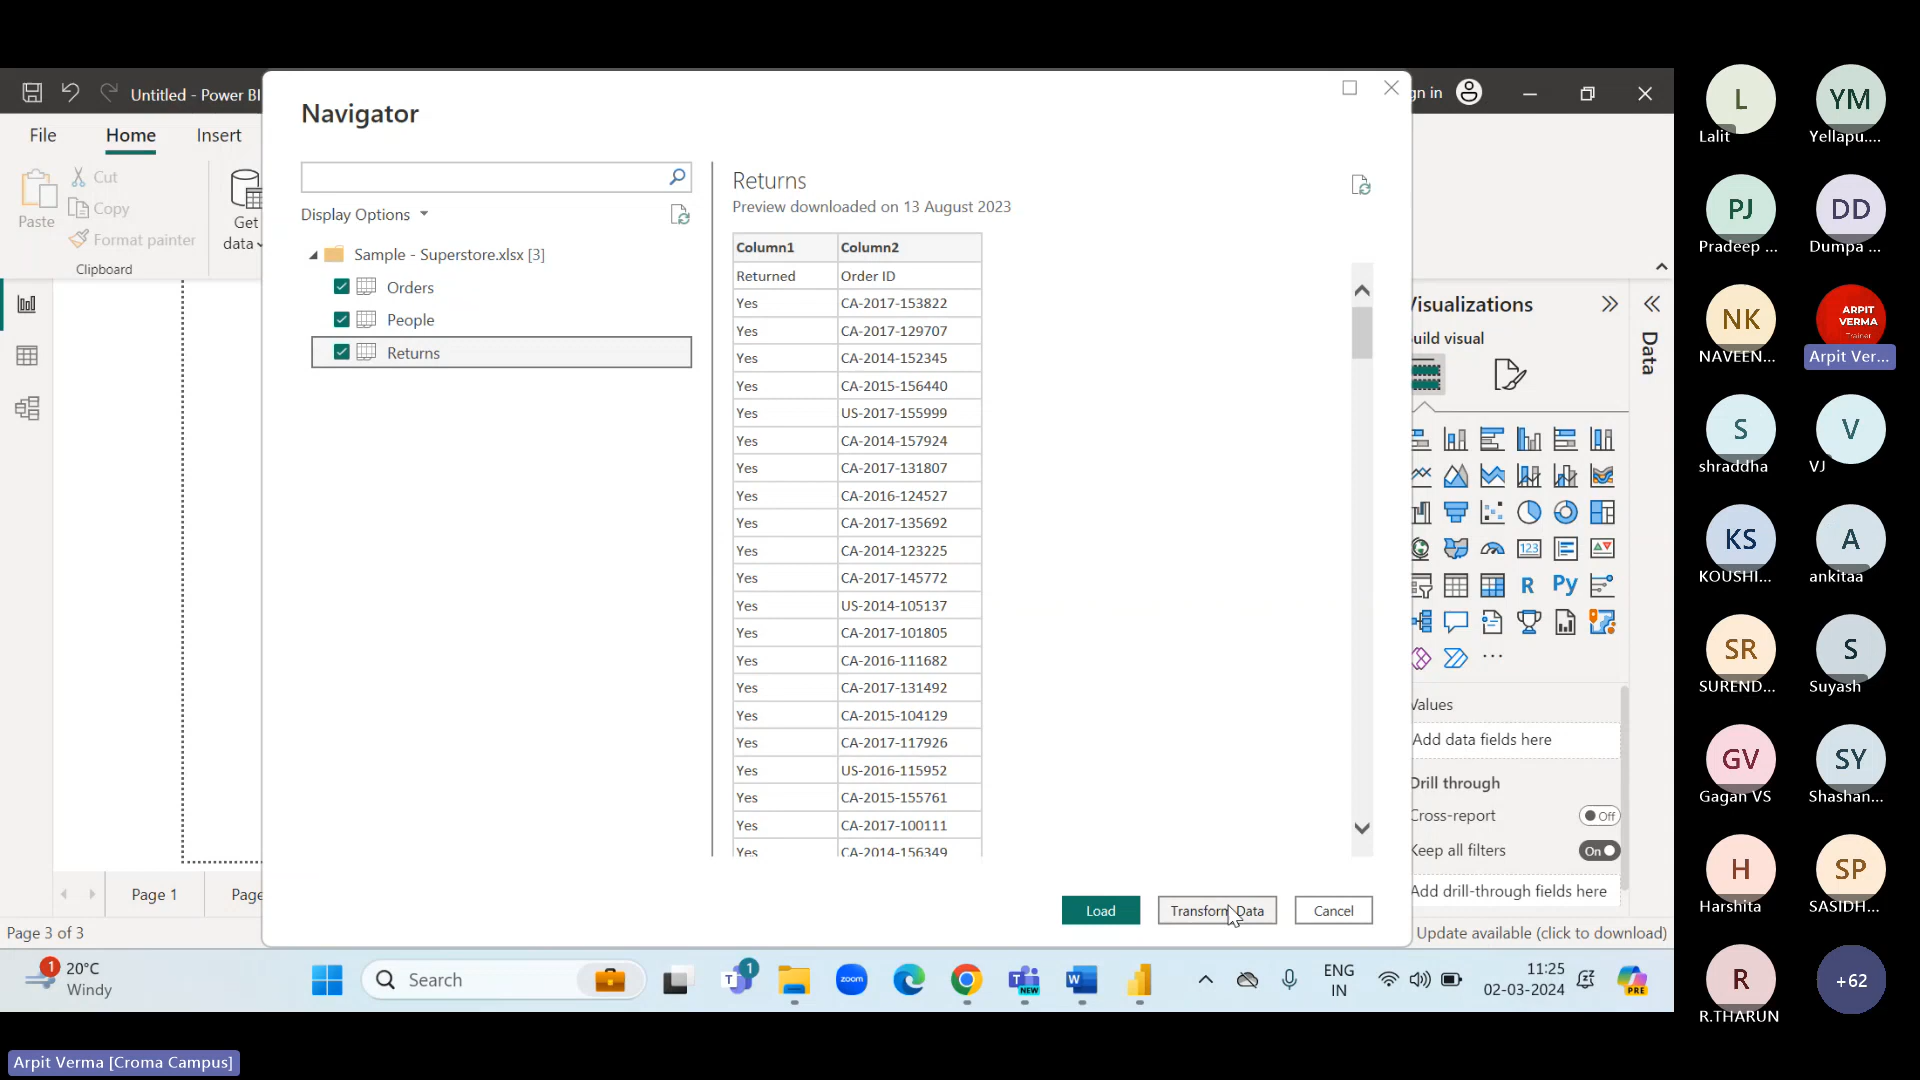 Untitled - Power BI
gn in
File
Home
Insert
Paste
Cut
Copy
Format painter
Clipboard
Get
data
Navigator
Display Options
Sample - Superstore.xlsx [3]
Orders
People
Returns
Returns
Preview downloaded on 13 August 2023
Column1 Column2
Returned Order ID
Yes CA-2017-153822
Yes CA-2017-129707
Yes CA-2014-152345
Yes CA-2015-156440
Yes US-2017-155999
Yes CA-2014-157924
Yes CA-2017-131807
Yes CA-2016-124527
Yes CA-2017-135692
Yes CA-2014-123225
Yes CA-2017-145772
Yes US-2014-105137
Yes CA-2017-101805
Yes CA-2016-111682
Yes CA-2017-131492
Yes CA-2015-104129
Yes CA-2017-117926
Yes US-2016-115952
Yes CA-2015-155761
Yes CA-2017-100111
Yes CA-2014-156349
Load
Transform Data
Cancel
Visualizations
Data
uild visual
123
R
Py
Values
Add data fields here
Drill through
Cross-report
Off
Keep all filters
On
Add drill-through fields here
Page 1
Page
Page 3 of 3
Update available (click to download)
1
20°C
Windy
Search
1
T
zoom
NEW
W
ENG
IN
11:25
02-03-2024
PRE
L
Lalit
YM
Yellapu....
PJ
Pradeep ...
DD
Dumpa ...
NK
NAVEEN...
ARPIT
VERMA
Trainer
Arpit Ver...
S
shraddha
V
VJ
KS
KOUSHI...
A
ankitaa
SR
SUREND...
S
Suyash
GV
Gagan VS
SY
Shashan...
H
Harshita
SP
SASIDH...
R
R.THARUN
+62
Arpit Verma [Croma Campus]